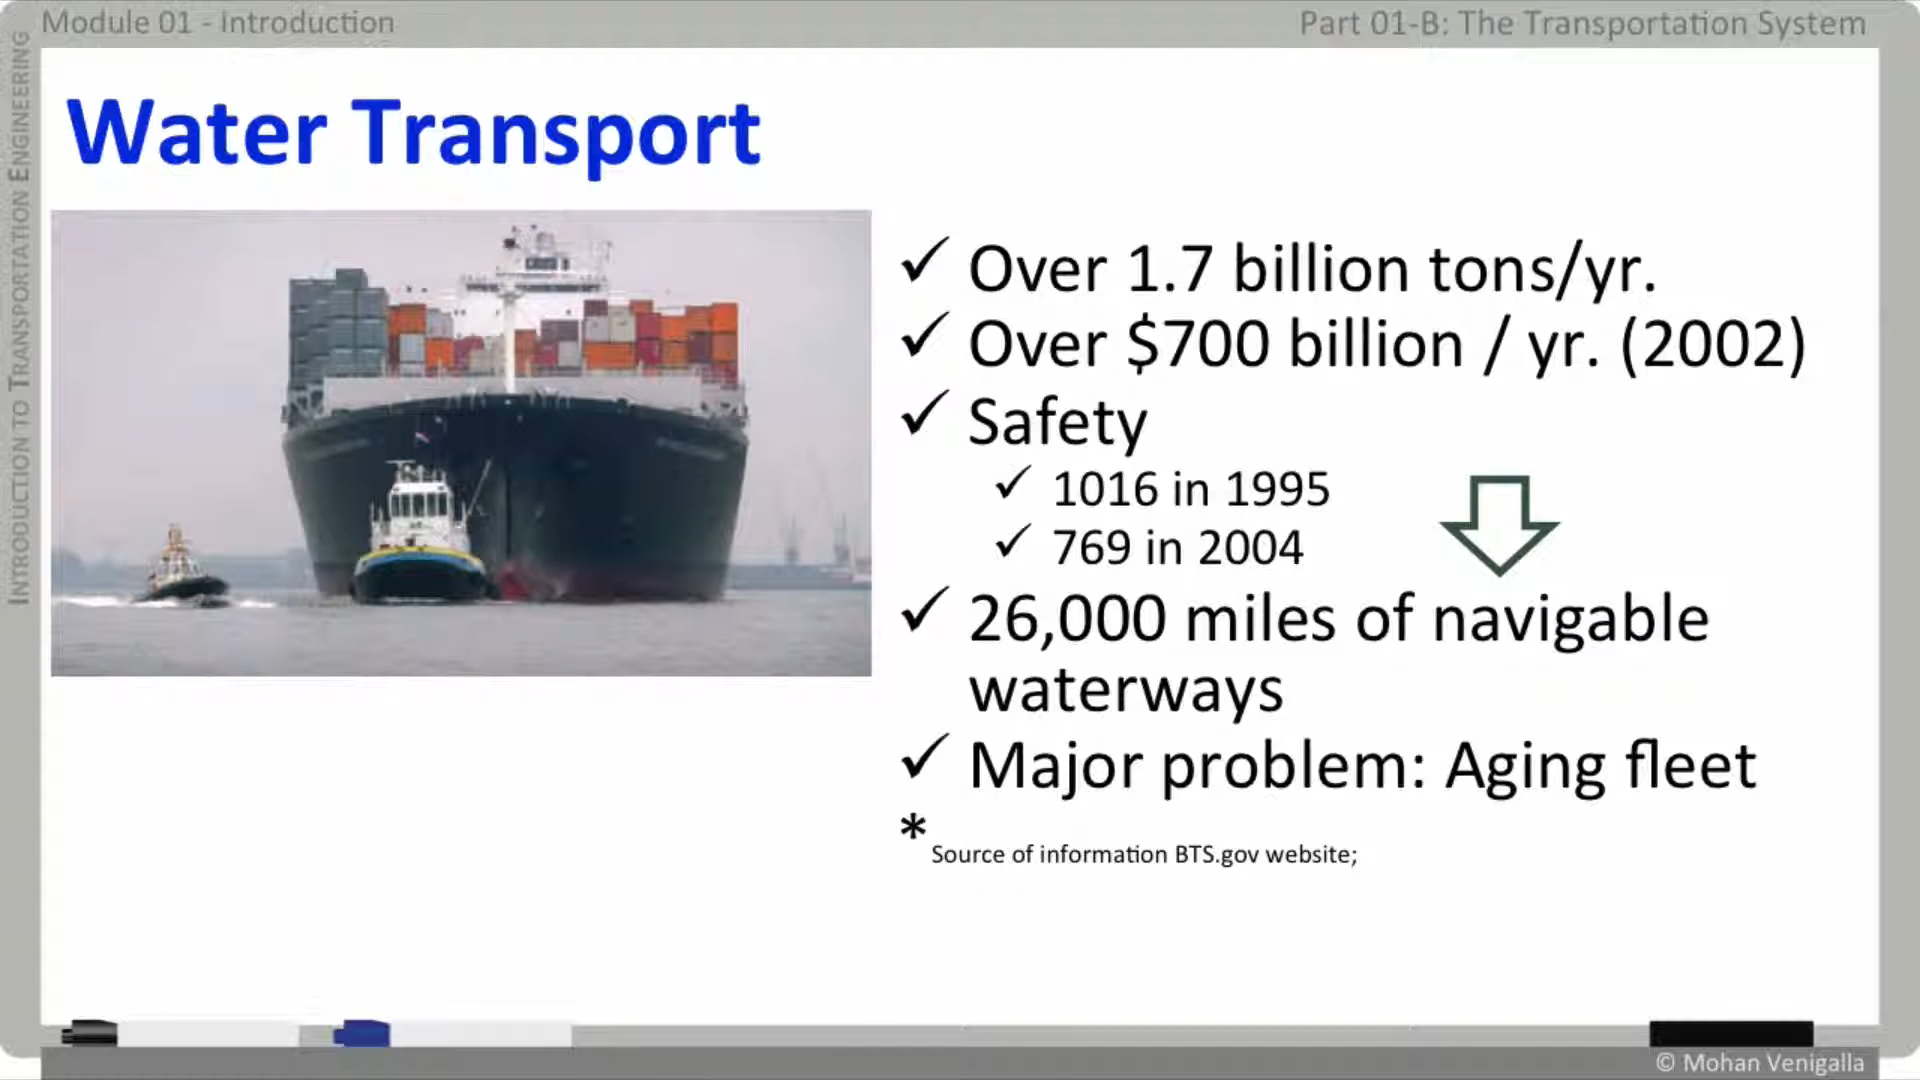 Module 01 - Introduction
Part 01-B: The Transportation System
INTRODUCTION TO TRANSPORTATION ENGINEERING
Water Transport
✓ Over 1.7 billion tons/yr.
✓ Over $700 billion / yr. (2002)
✓ Safety
✓ 1016 in 1995
✓ 769 in 2004
✓ 26,000 miles of navigable
waterways
✓ Major problem: Aging fleet
* Source of information BTS.gov website;
© Mohan Venigalla